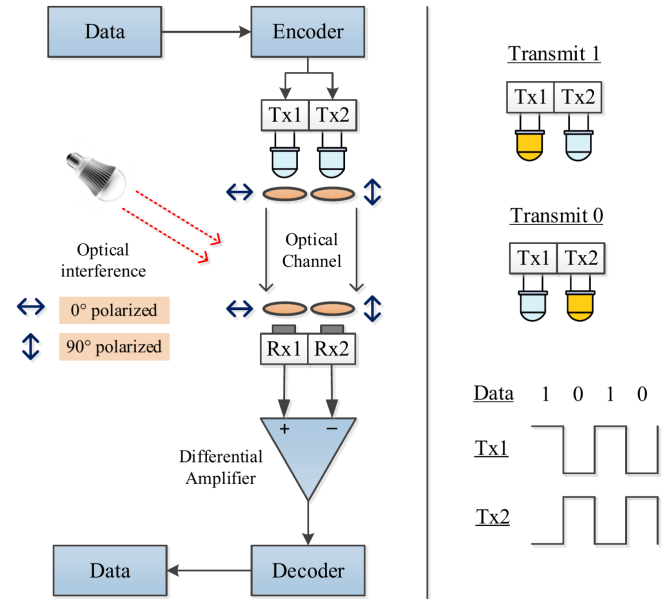 Data
Encoder
Tx1 Tx2
Optical
interference
Optical
Channel
0° polarized
90° polarized
Rx1 Rx2
+ −
Differential
Amplifier
Data
Decoder
Transmit 1
Tx1 Tx2
Transmit 0
Tx1 Tx2
Data 1 0 1 0
Tx1
Tx2